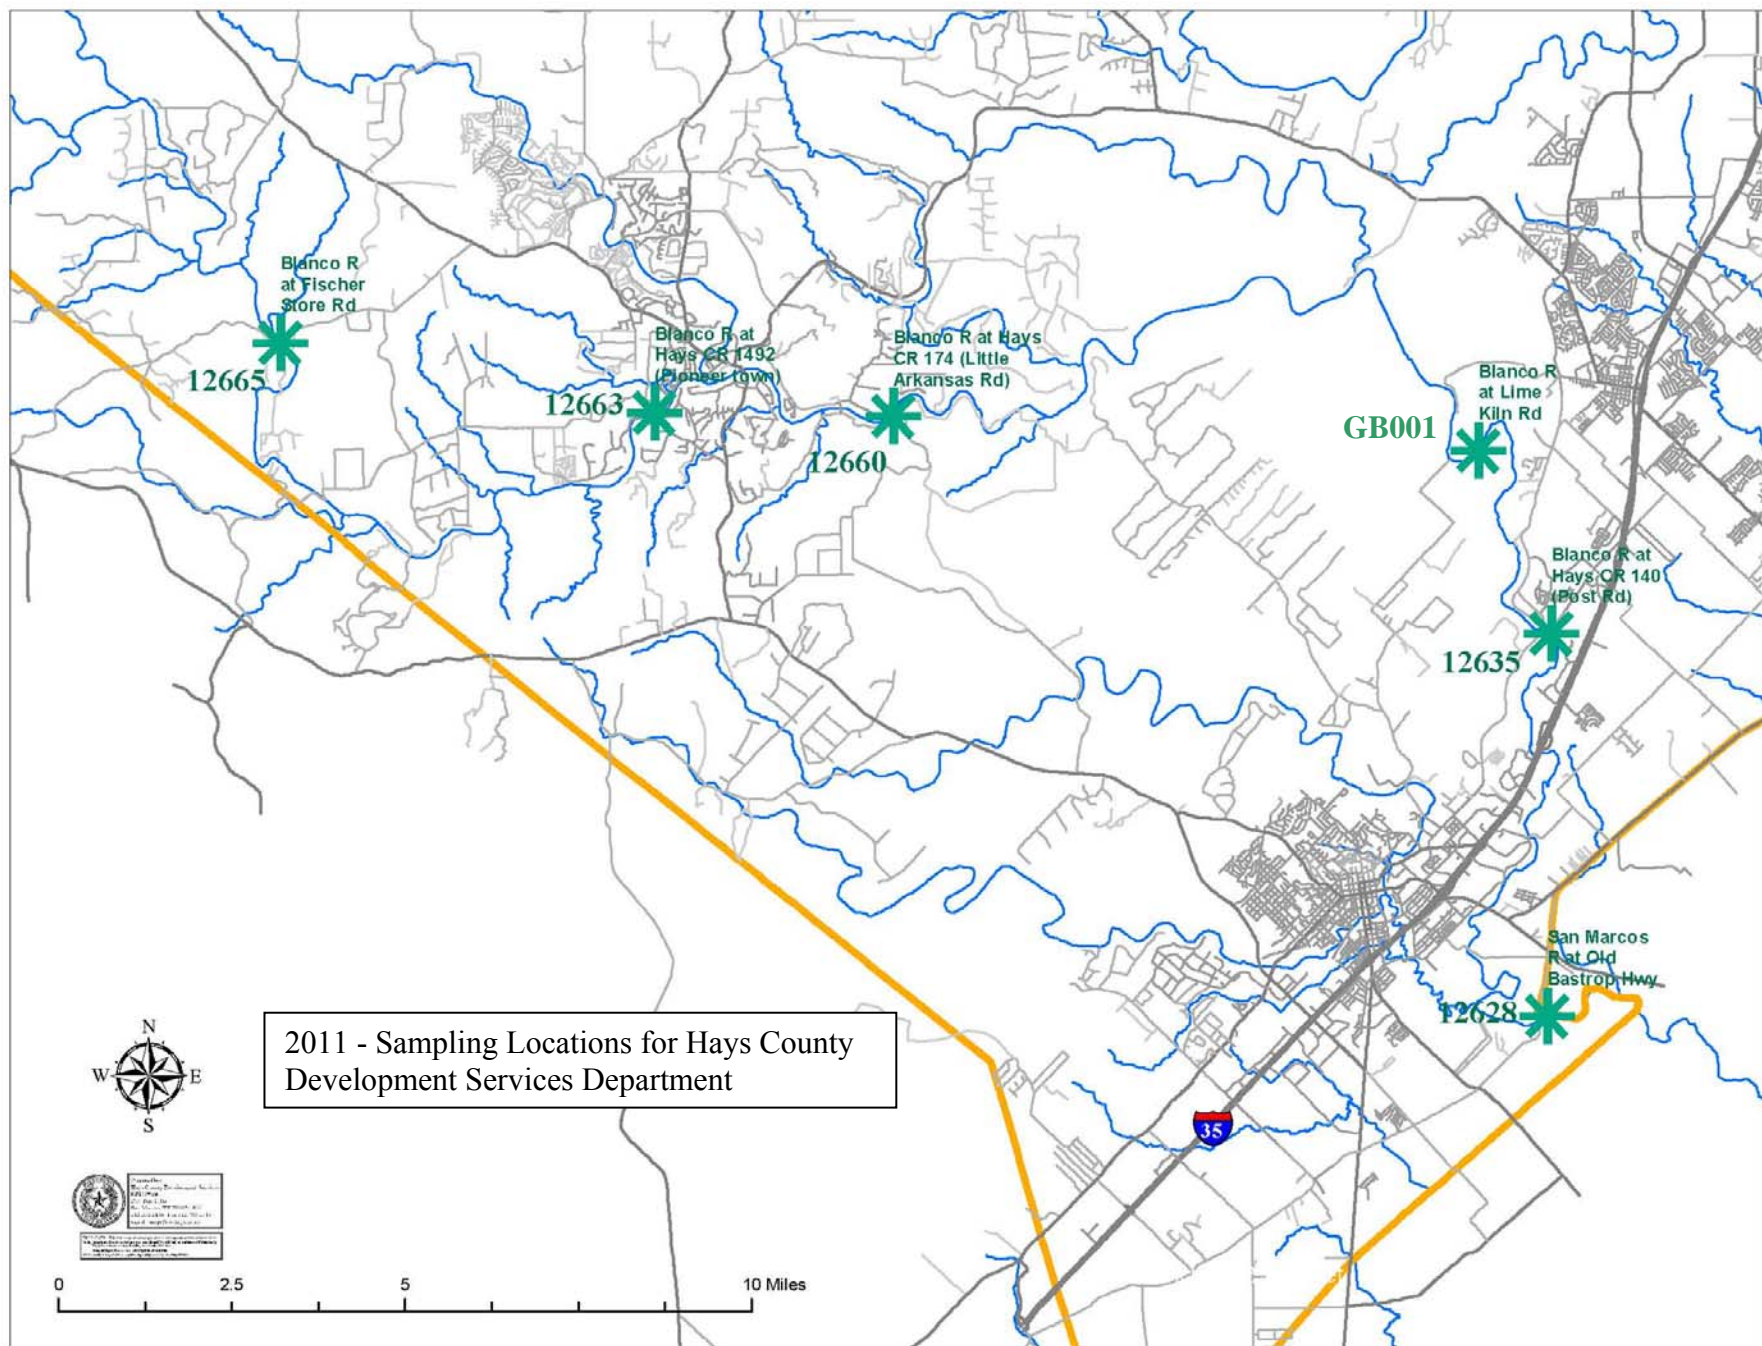 Blanco R
at Fischer
Store Rd
12665
Blanco R at
Hays CR 1492
(Pioneer town)
12663
Blanco R at Hays
CR 174 (Little
Arkansas Rd)
12660
Blanco R
at Lime
Kiln Rd
GB001
Blanco R at
Hays CR 140
(Post Rd)
12635
San Marcos
R at Old
Bastrop Hwy
12628
2011 - Sampling Locations for Hays County
Development Services Department
N
W E
S
35
0 2.5 5 10 Miles